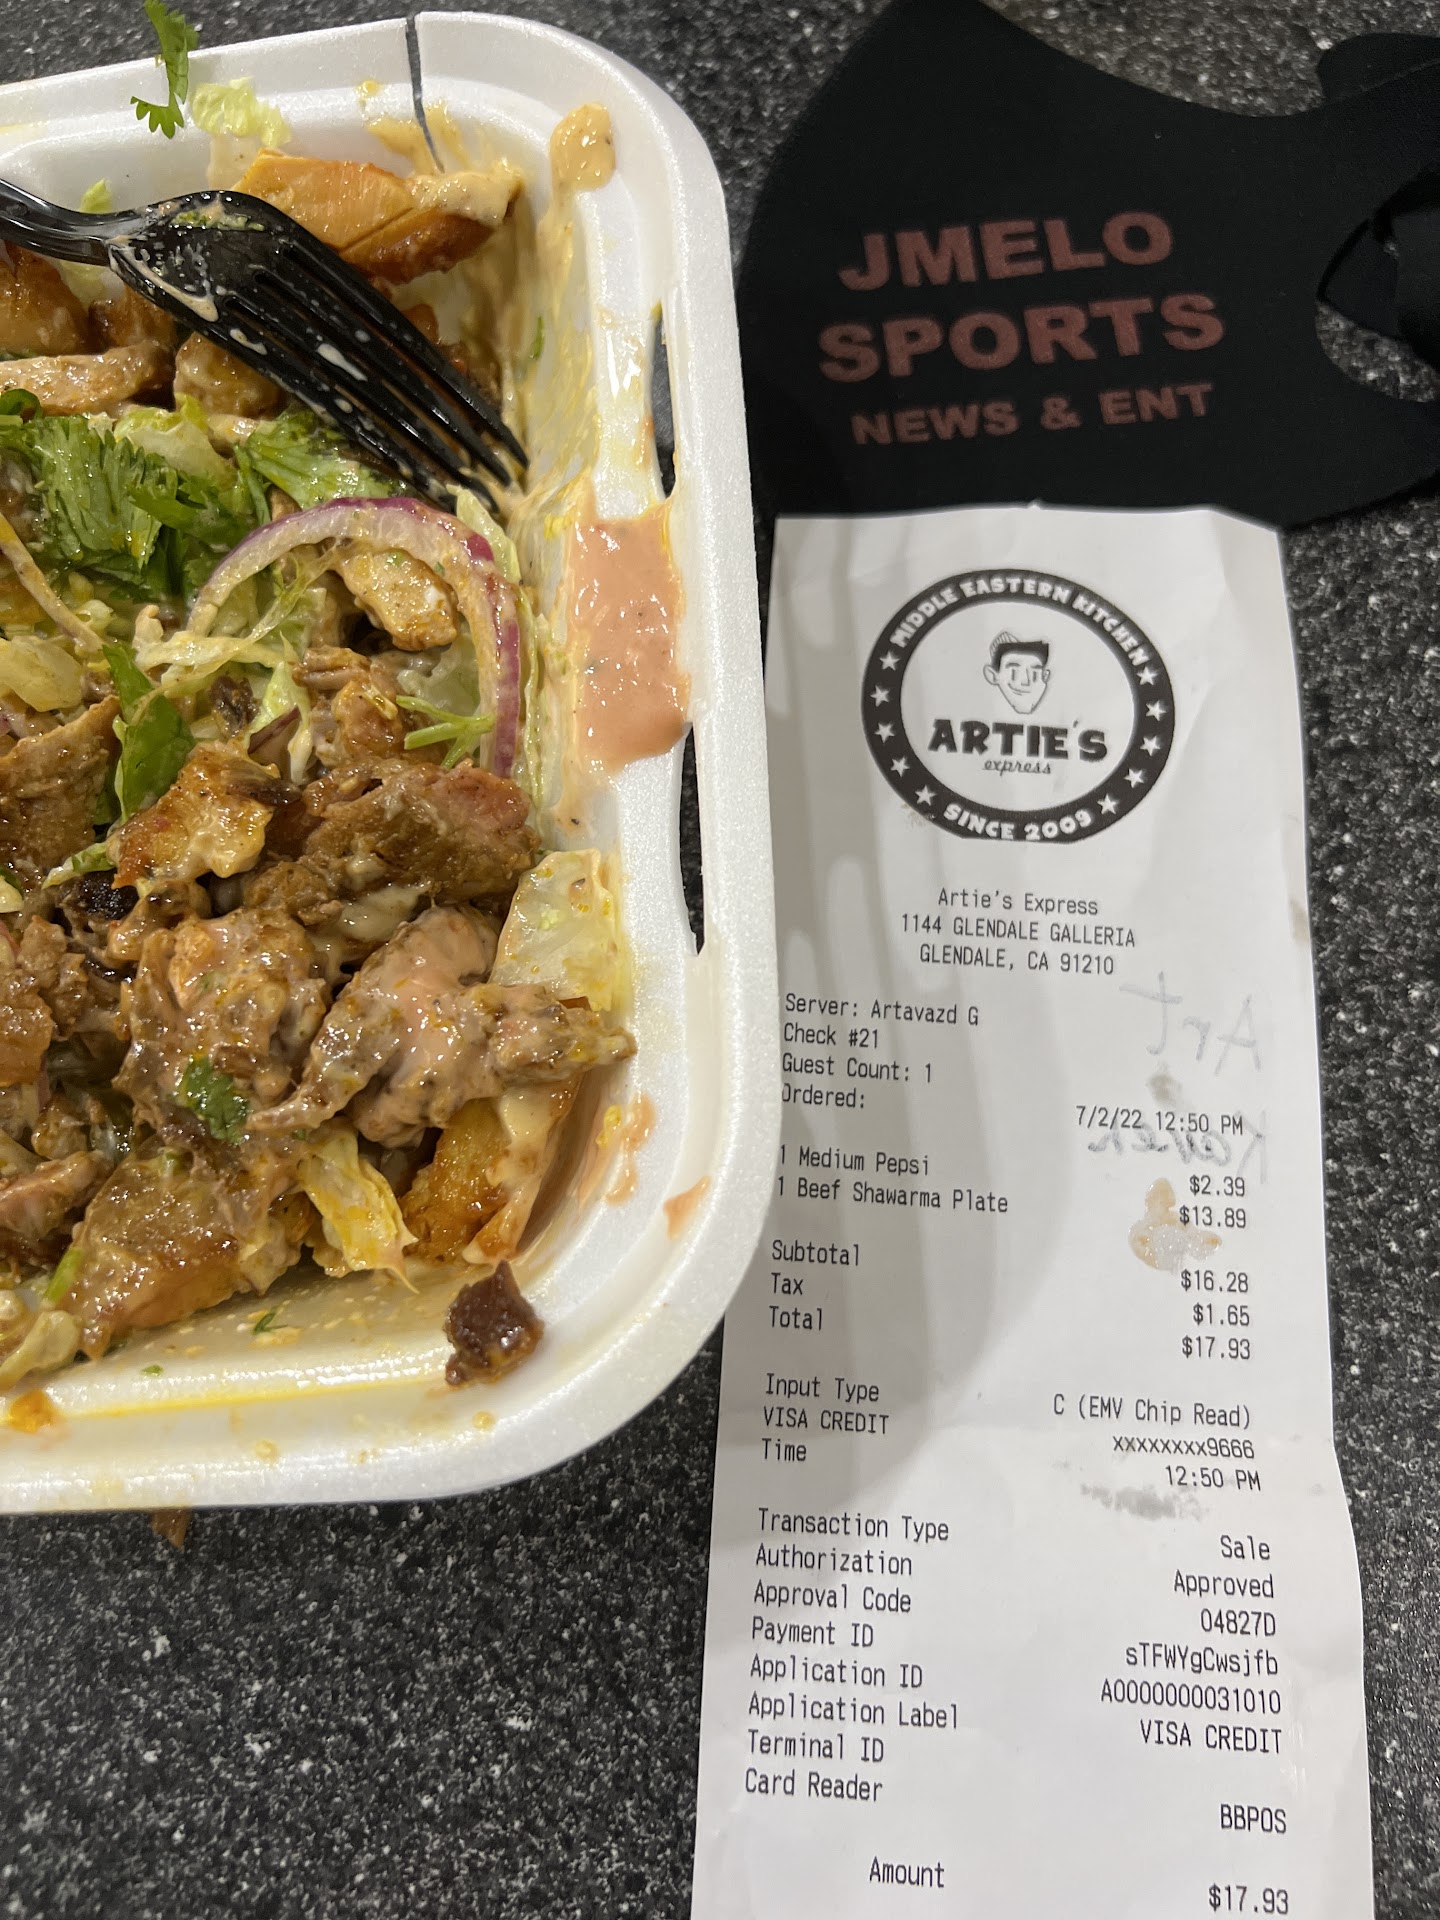 JMELO
SPORTS
NEWS & ENT
MIDDLE EASTERN KITCHEN
ARTIE'S
express
SINCE 2009
Artie's Express
1144 GLENDALE GALLERIA
GLENDALE, CA 91210
Server: Artavazd G
Check #21
Guest Count: 1
Ordered:
7/2/22 12:50 PM
1 Medium Pepsi $2.39
1 Beef Shawarma Plate $13.89
Subtotal $16.28
Tax $1.65
Total $17.93
Input Type C (EMV Chip Read)
VISA CREDIT xxxxxxxx9666
Time 12:50 PM
Transaction Type Sale
Authorization Approved
Approval Code 04827D
Payment ID sTFWYgCwsjfb
Application ID A0000000031010
Application Label VISA CREDIT
Terminal ID
Card Reader BBPOS
Amount $17.93
Art